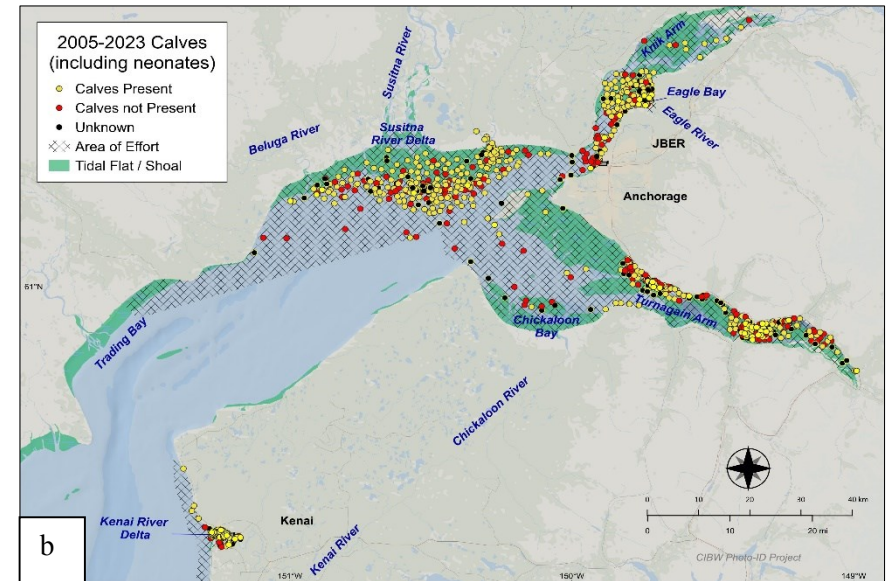 2005-2023 Calves
(including neonates)
Calves Present
Calves not Present
Unknown
Area of Effort
Tidal Flat / Shoal
Susitna River
Knik Arm
Beluga River
Susitna
River Delta
Eagle Bay
Eagle River
JBER
Anchorage
61°N
Trading Bay
Turnagain Arm
Chickaloon
Bay
Chickaloon River
Kenai River
Delta
Kenai
Kenai River
0 10 20 30 40 km
0 10 20 mi
CIBW Photo-ID Project
b
151°W
150°W
149°W